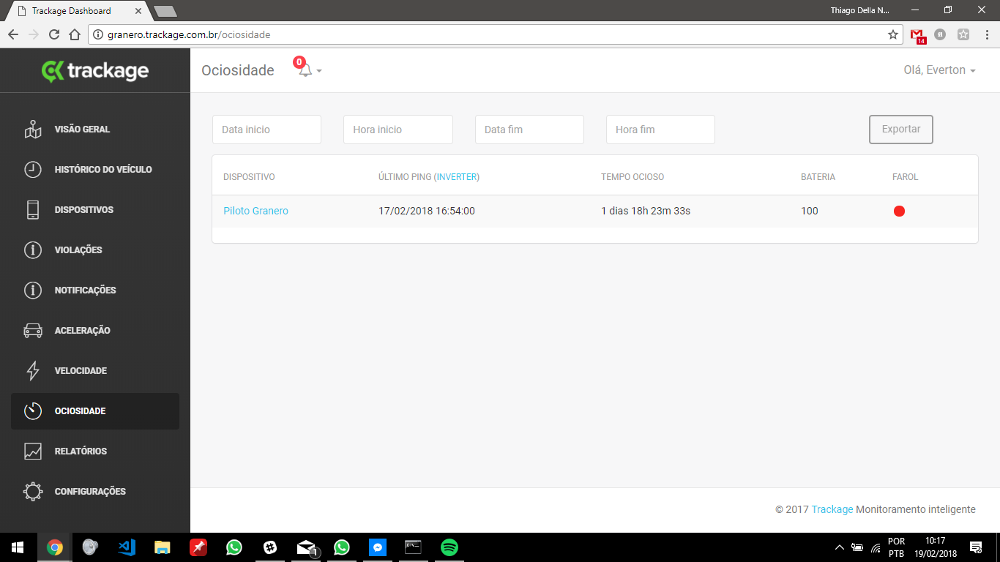 Trackage Dashboard
Thiago Della N...
granero.trackage.com.br/ociosidade
14
trackage
Ociosidade
0
Olá, Everton
VISÃO GERAL
HISTÓRICO DO VEÍCULO
DISPOSITIVOS
VIOLAÇÕES
NOTIFICAÇÕES
ACELERAÇÃO
VELOCIDADE
OCIOSIDADE
RELATÓRIOS
CONFIGURAÇÕES
Data inicio
Hora inicio
Data fim
Hora fim
Exportar
DISPOSITIVO ÚLTIMO PING (INVERTER) TEMPO OCIOSO BATERIA FAROL
Piloto Granero 17/02/2018 16:54:00 1 dias 18h 23m 33s 100
© 2017 Trackage Monitoramento inteligente
1
POR
PTB
10:17
19/02/2018